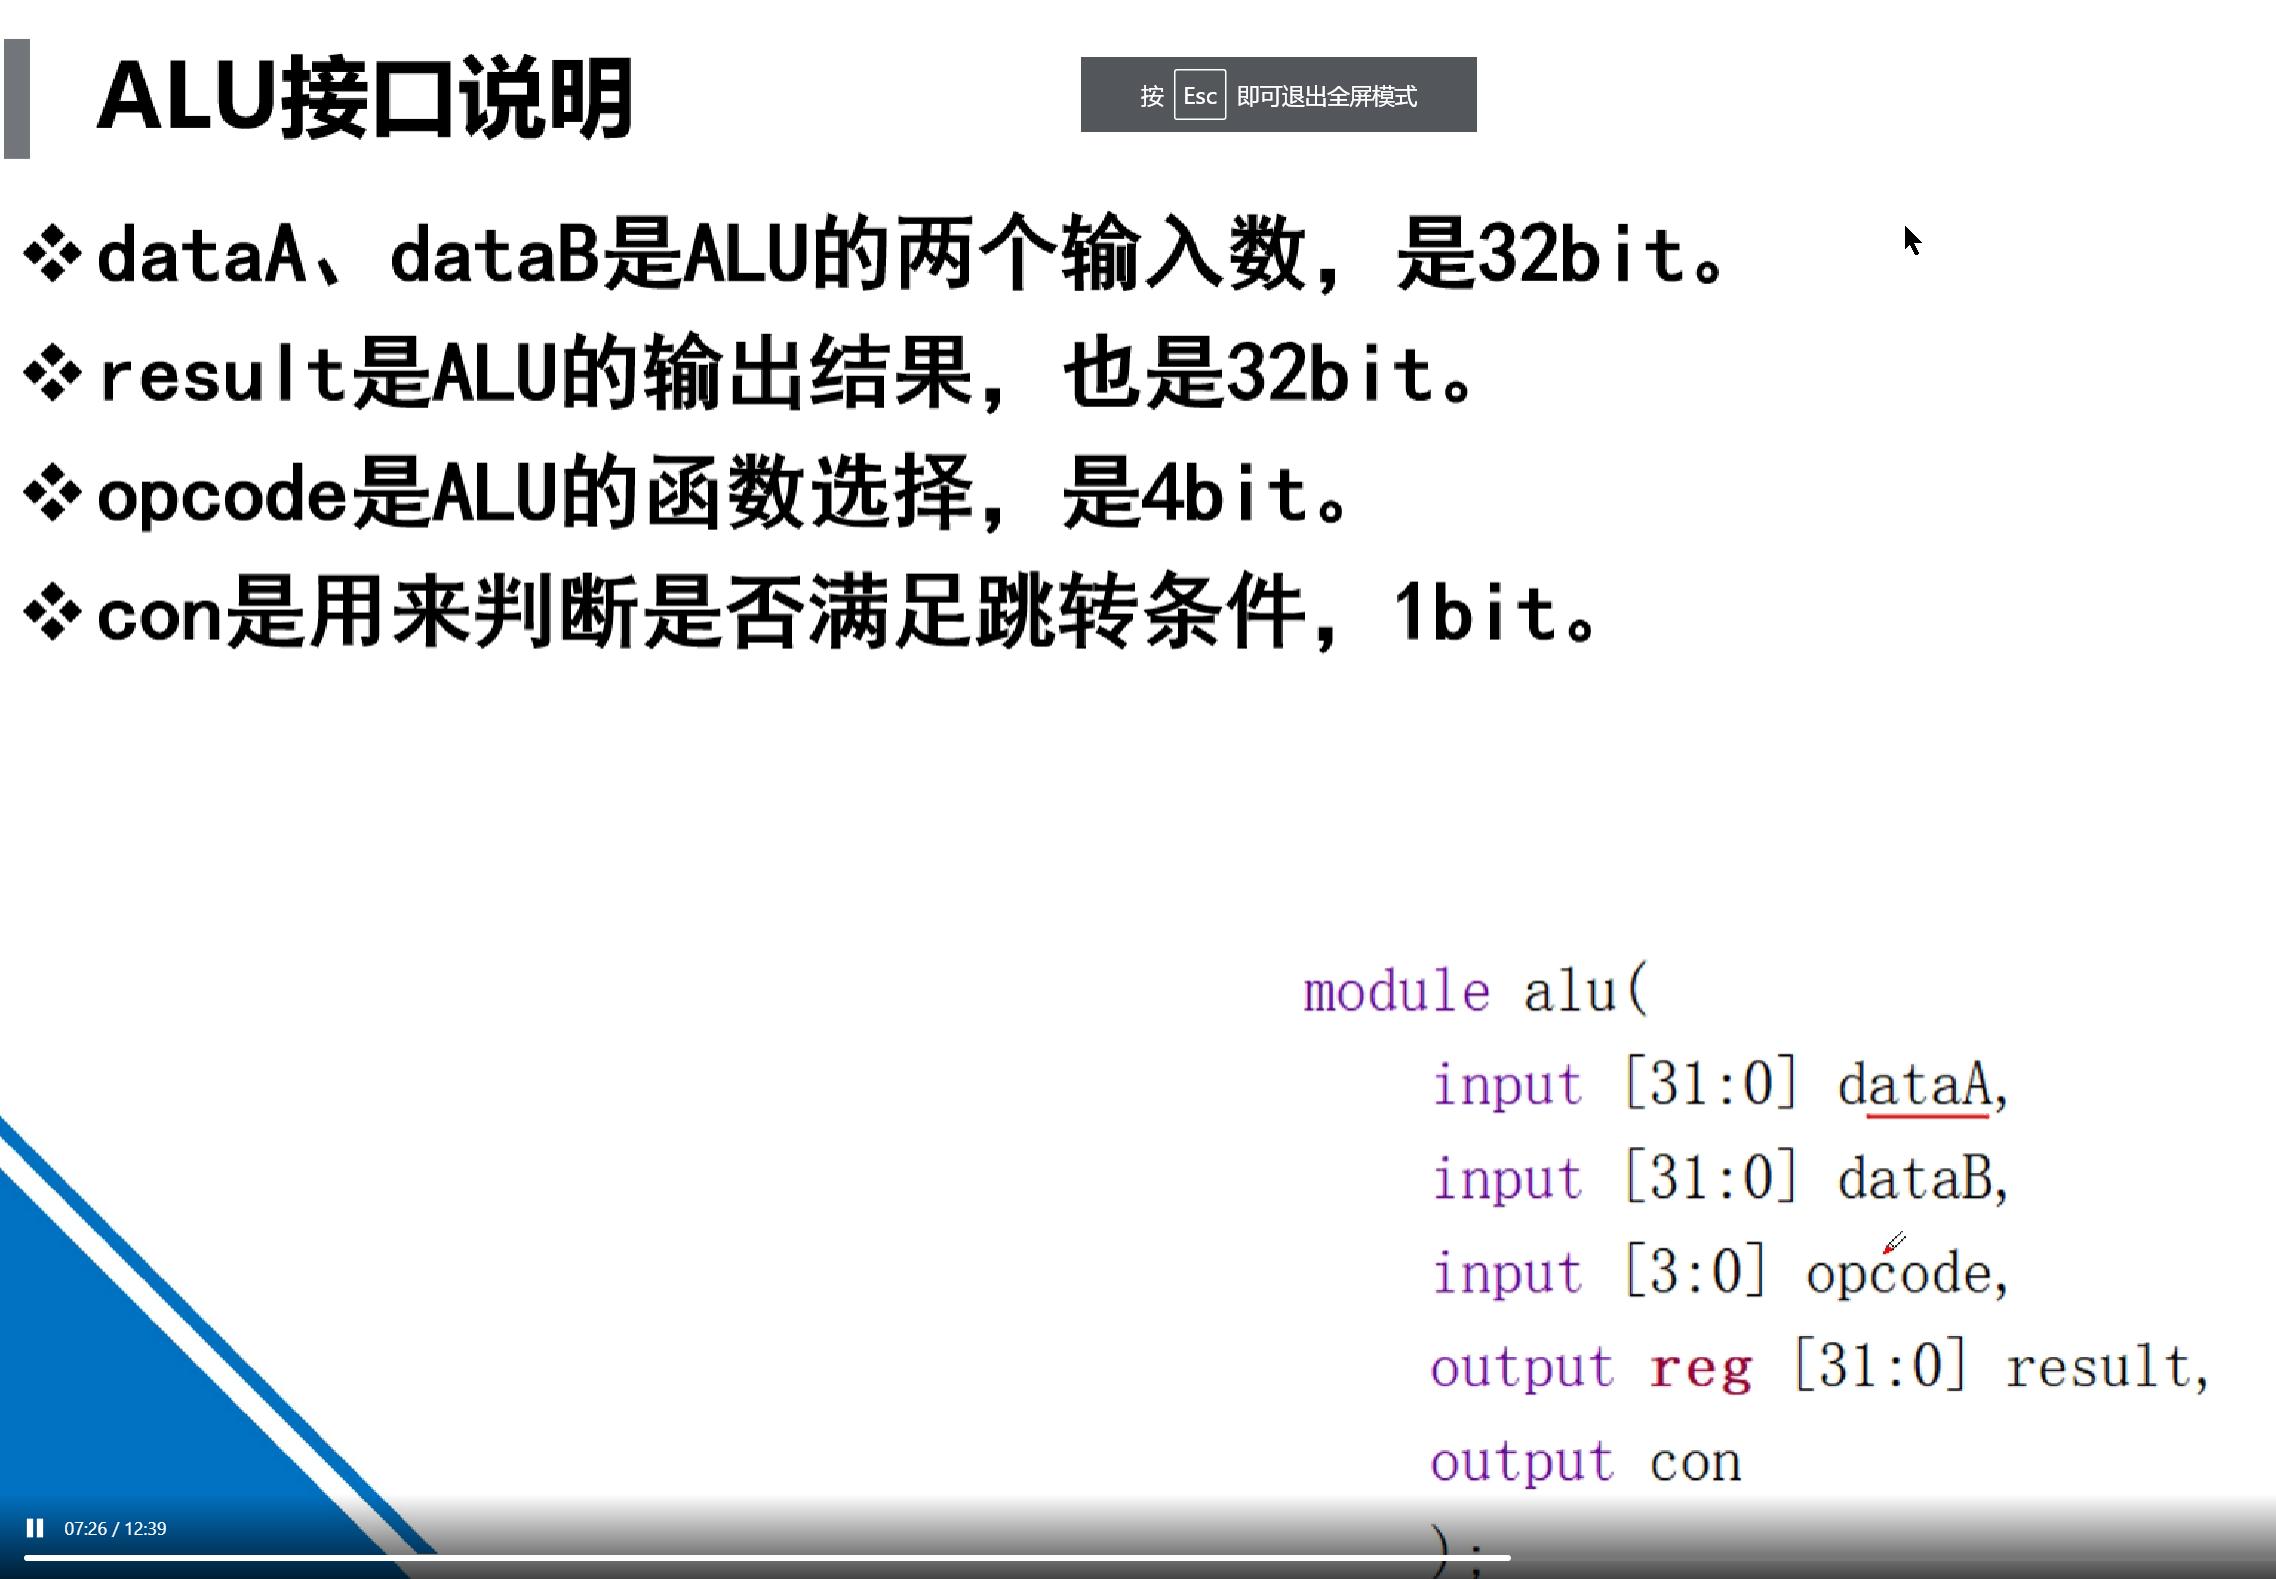 ALU接口说明
按 Esc 即可退出全屏模式
dataA、dataB是ALU的两个输入数，是32bit。
result是ALU的输出结果，也是32bit。
opcode是ALU的函数选择，是4bit。
con是用来判断是否满足跳转条件，1bit。
module alu(
input [31:0] dataA,
input [31:0] dataB,
input [3:0] opcode,
output reg [31:0] result,
output con
);
07:26 / 12:39